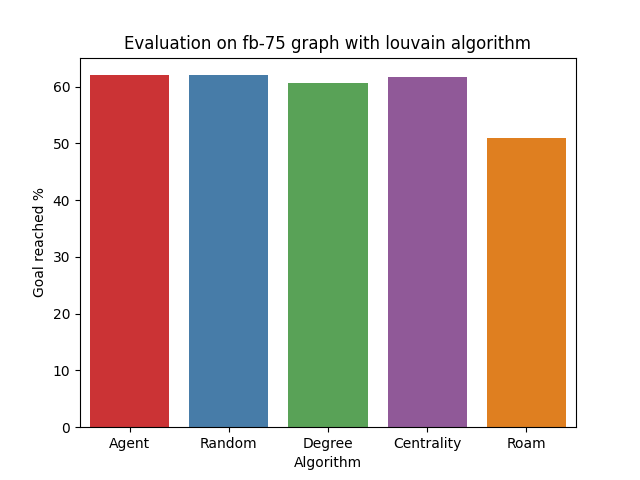 Evaluation on fb-75 graph with louvain algorithm
Goal reached %
60
50
40
30
20
10
0
Agent Random Degree Centrality Roam
Algorithm